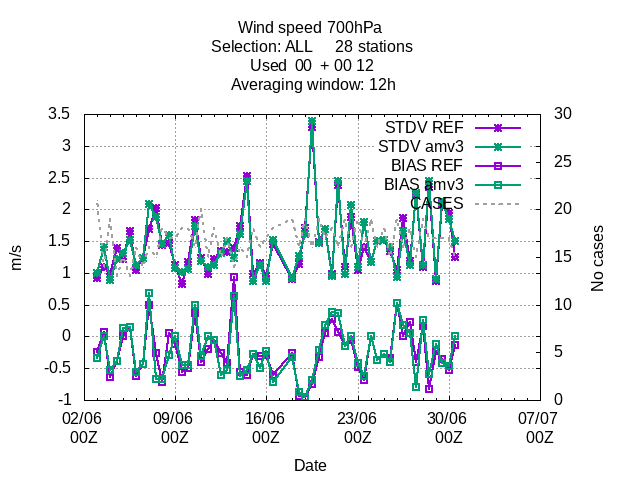 Wind speed 700hPa
Selection: ALL 28 stations
Used 00 + 00 12
Averaging window: 12h
3.5
3
2.5
2
1.5
1
0.5
0
-0.5
-1
m/s
STDV REF
STDV amv3
BIAS REF
BIAS amv3
CASES
30
25
20
15
10
5
0
No cases
02/06 09/06 16/06 23/06 30/06 07/07
00Z 00Z 00Z 00Z 00Z 00Z
Date